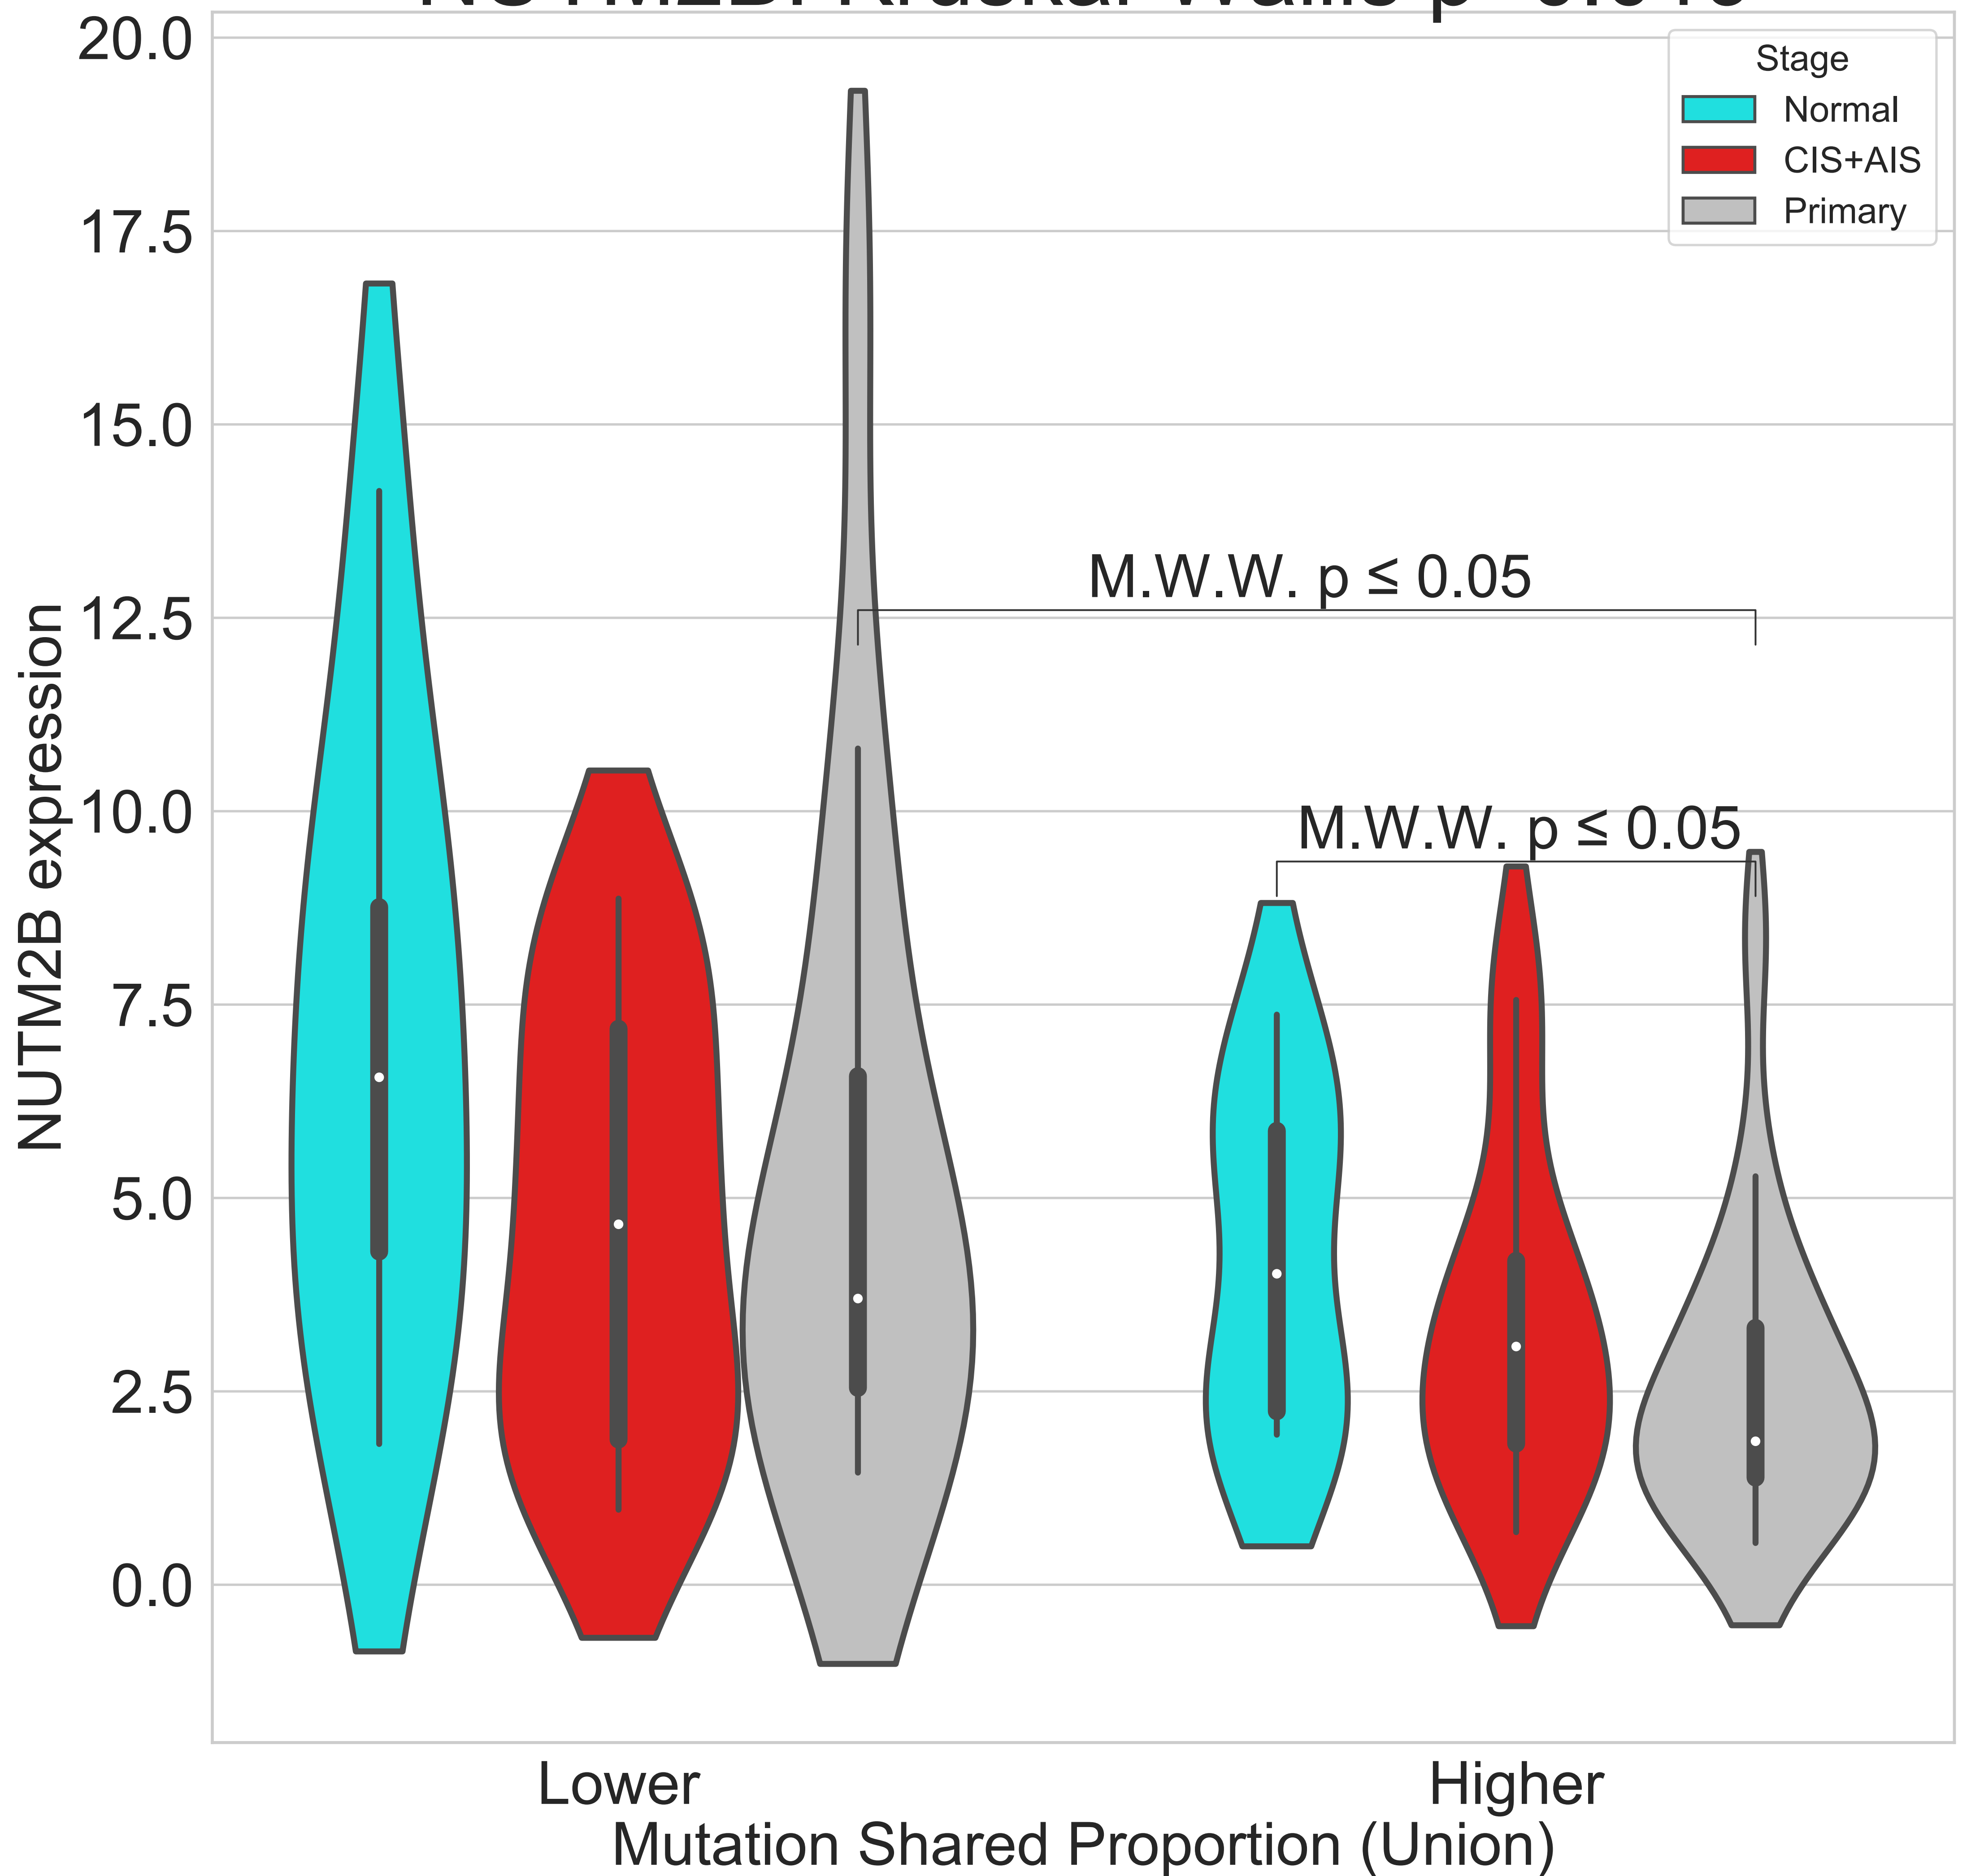 20.0
17.5
15.0
12.5
10.0
7.5
5.0
2.5
0.0
NUTM2B expression
Stage
Normal
CIS+AIS
Primary
M.W.W. p ≤ 0.05
M.W.W. p ≤ 0.05
Lower
Higher
Mutation Shared Proportion (Union)